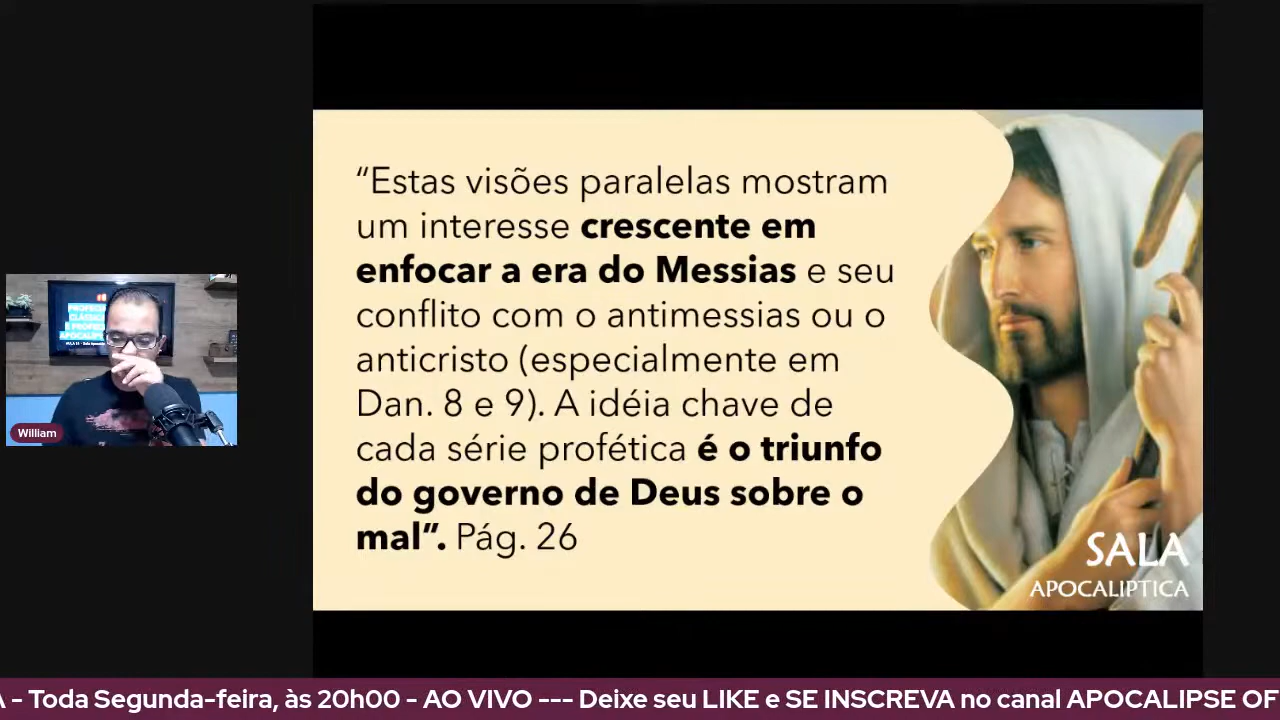 “Estas visões paralelas mostram
um interesse crescente em
enfocar a era do Messias e seu
conflito com o antimessias ou o
anticristo (especialmente em
Dan. 8 e 9). A idéia chave de
cada série profética é o triunfo
do governo de Deus sobre o
mal”. Pág. 26
SALA
APOCALIPTICA
William
A - Toda Segunda-feira, às 20h00 - AO VIVO --- Deixe seu LIKE e SE INSCREVA no canal APOCALIPSE OF